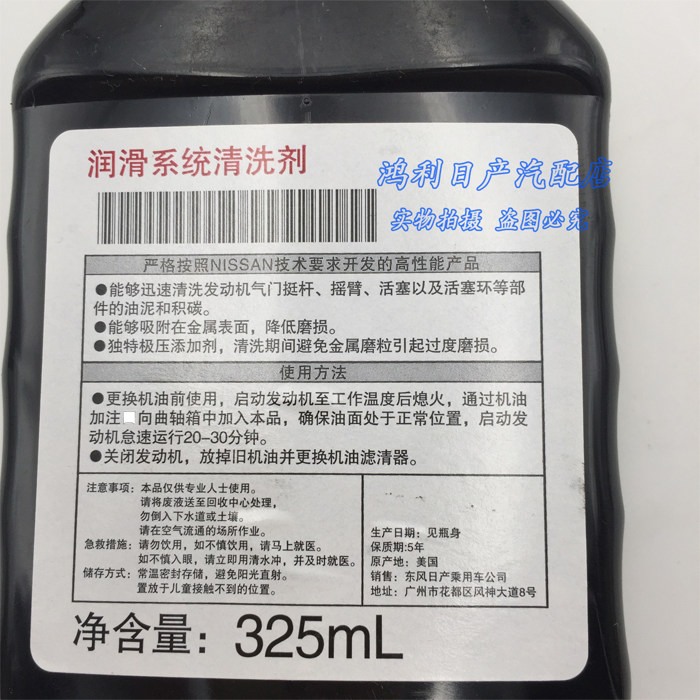 润滑系统清洗剂
鸿利日产汽配店
实物拍摄 盗图必究
严格按照NISSAN技术要求开发的高性能产品
●能够迅速清洗发动机气门挺杆、摇臂、活塞以及活塞环等部
件的油泥和积碳。
●能够吸附在金属表面，降低磨损。
●独特极压添加剂，清洗期间避免金属磨粒引起过度磨损。
使用方法
●更换机油前使用，启动发动机至工作温度后熄火，通过机油
加注 向曲轴箱中加入本品，确保油面处于正常位置，启动发
动机怠速运行20-30分钟。
●关闭发动机，放掉旧机油并更换机油滤清器。
注意事项：本品仅供专业人士使用。
请将废液送至回收中心处理，
勿倒入下水道或土壤。
请在空气流通的场所作业。
急救措施：请勿饮用，如不慎饮用，请马上就医。
如不慎入眼，请立即用清水冲，并及时就医。
储存方式：常温密封存储，避免阳光直射。
置放于儿童接触不到的位置。
生产日期：见瓶身
保质期:5年
原产地：美国
销售：东风日产乘用车公司
地址：广州市花都区风神大道8号
净含量：325mL